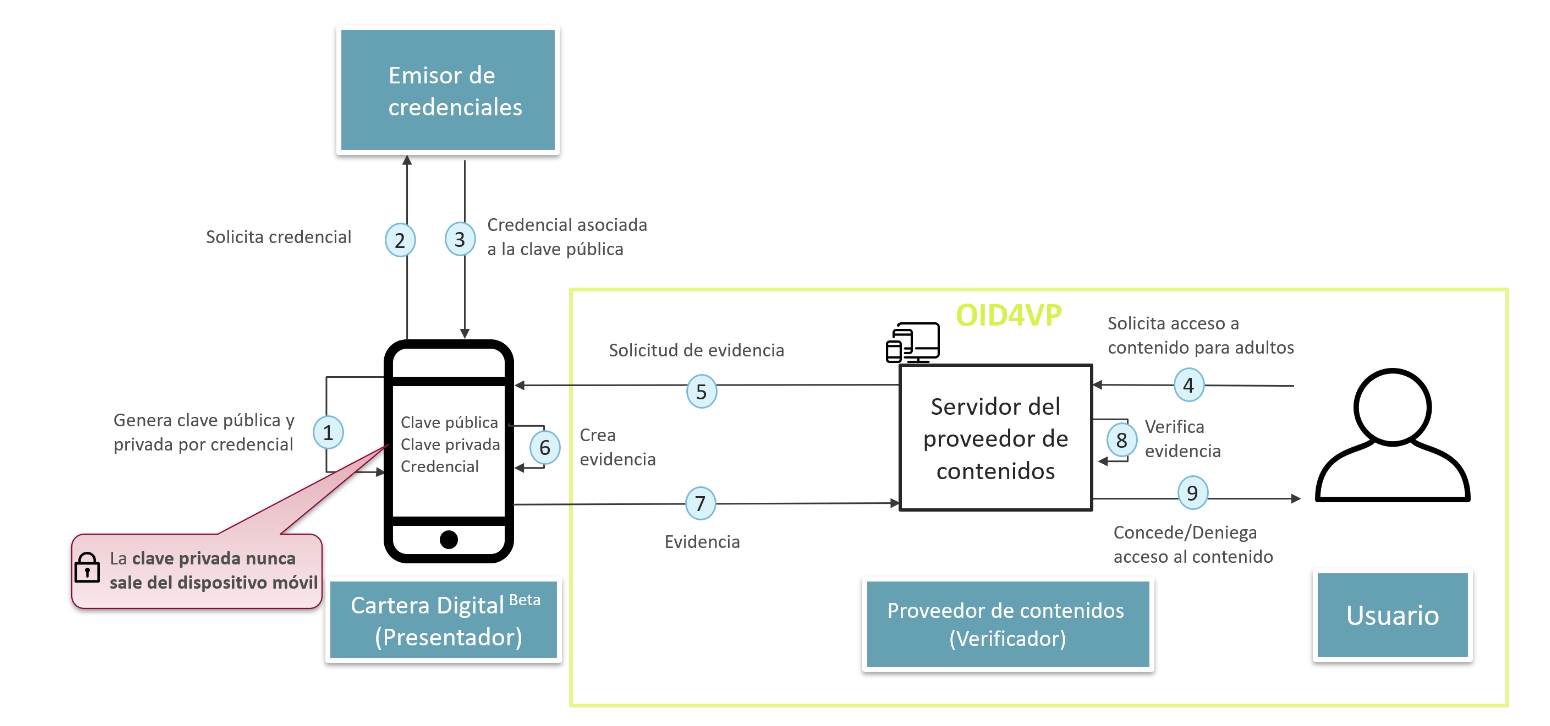 Emisor de
credenciales
Solicita credencial
2
3
Credencial asociada
a la clave pública
OID4VP
Solicita acceso a
contenido para adultos
Solicitud de evidencia
5
4
Genera clave pública y
privada por credencial
1
Clave pública
Clave privada
Credencial
6
Crea
evidencia
Servidor del
proveedor de
contenidos
8
Verifica
evidencia
7
Evidencia
9
Concede/Deniega
acceso al contenido
La clave privada nunca
sale del dispositivo móvil
Cartera Digital Beta
(Presentador)
Proveedor de contenidos
(Verificador)
Usuario